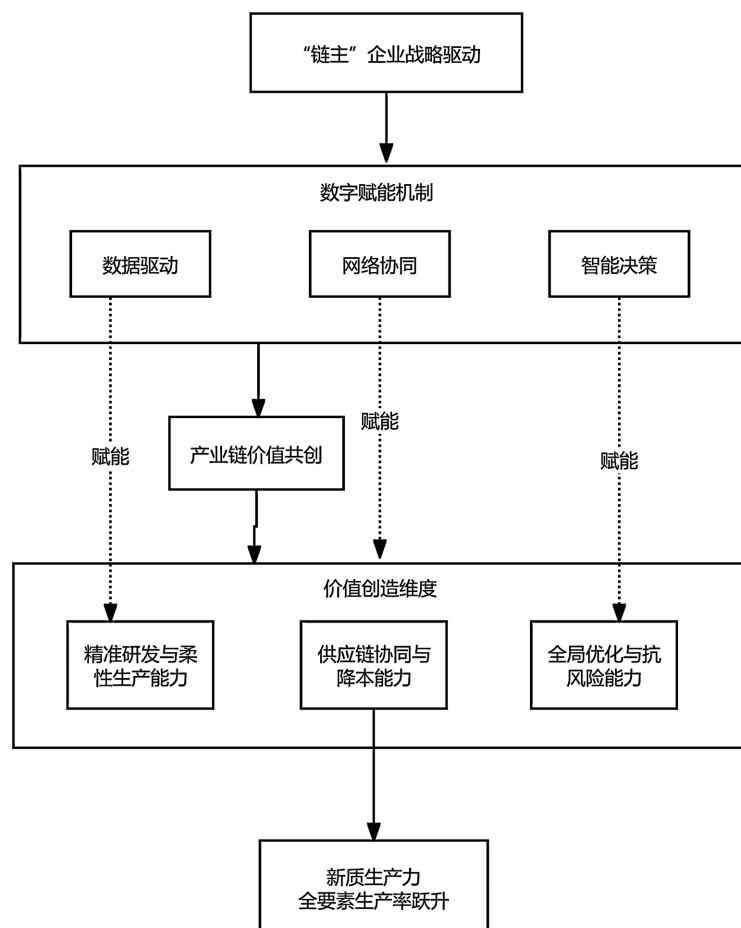 “链主”企业战略驱动
数字赋能机制
数据驱动
网络协同
智能决策
赋能
产业链价值共创
赋能
赋能
价值创造维度
精准研发与柔
性生产能力
供应链协同与
降本能力
全局优化与抗
风险能力
新质生产力
全要素生产率跃升